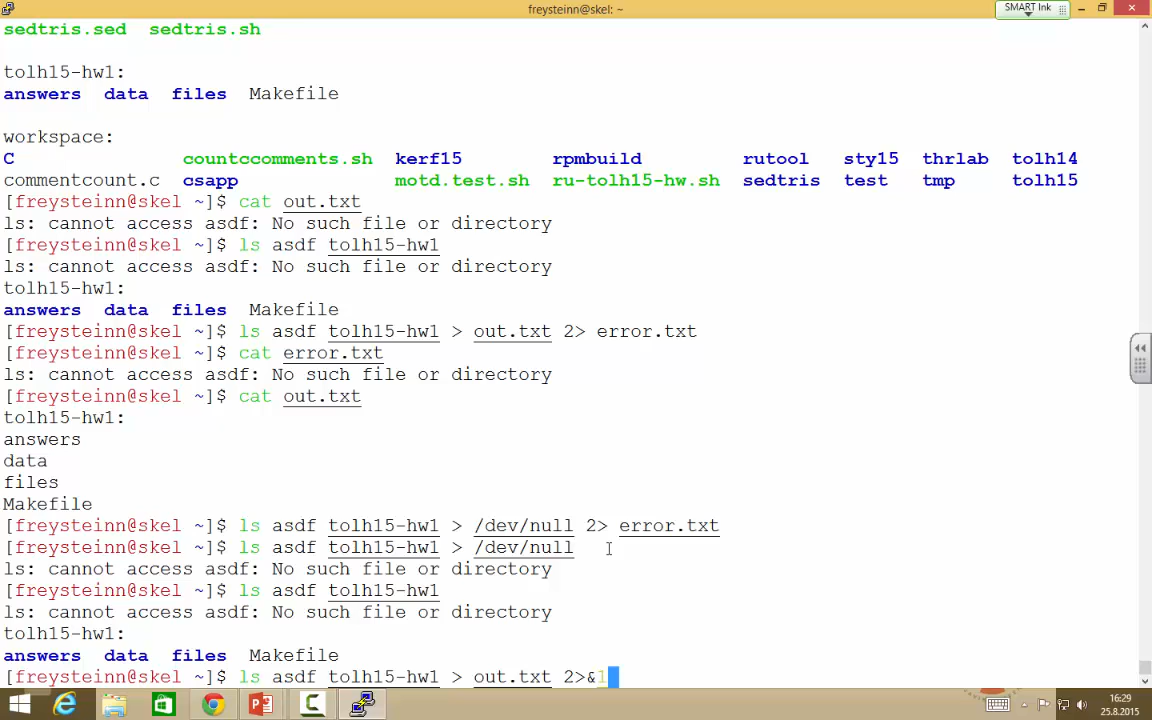 freysteinn@skel: ~
SMART Ink
sedtris.sed  sedtris.sh
tolh15-hw1:
answers  data  files  Makefile
workspace:
C               countccomments.sh  kerf15         rpmbuild         rutool   sty15  thrlab  tolh14
commentcount.c  csapp              motd.test.sh  ru-tolh15-hw.sh  sedtris  test   tmp     tolh15
[freysteinn@skel ~]$ cat out.txt
ls: cannot access asdf: No such file or directory
[freysteinn@skel ~]$ ls asdf tolh15-hw1
ls: cannot access asdf: No such file or directory
tolh15-hw1:
answers  data  files  Makefile
[freysteinn@skel ~]$ ls asdf tolh15-hw1 > out.txt 2> error.txt
[freysteinn@skel ~]$ cat error.txt
ls: cannot access asdf: No such file or directory
[freysteinn@skel ~]$ cat out.txt
tolh15-hw1:
answers
data
files
Makefile
[freysteinn@skel ~]$ ls asdf tolh15-hw1 > /dev/null 2> error.txt
[freysteinn@skel ~]$ ls asdf tolh15-hw1 > /dev/null
ls: cannot access asdf: No such file or directory
[freysteinn@skel ~]$ ls asdf tolh15-hw1
ls: cannot access asdf: No such file or directory
tolh15-hw1:
answers  data  files  Makefile
[freysteinn@skel ~]$ ls asdf tolh15-hw1 > out.txt 2>&1
16:29
25.8.2015